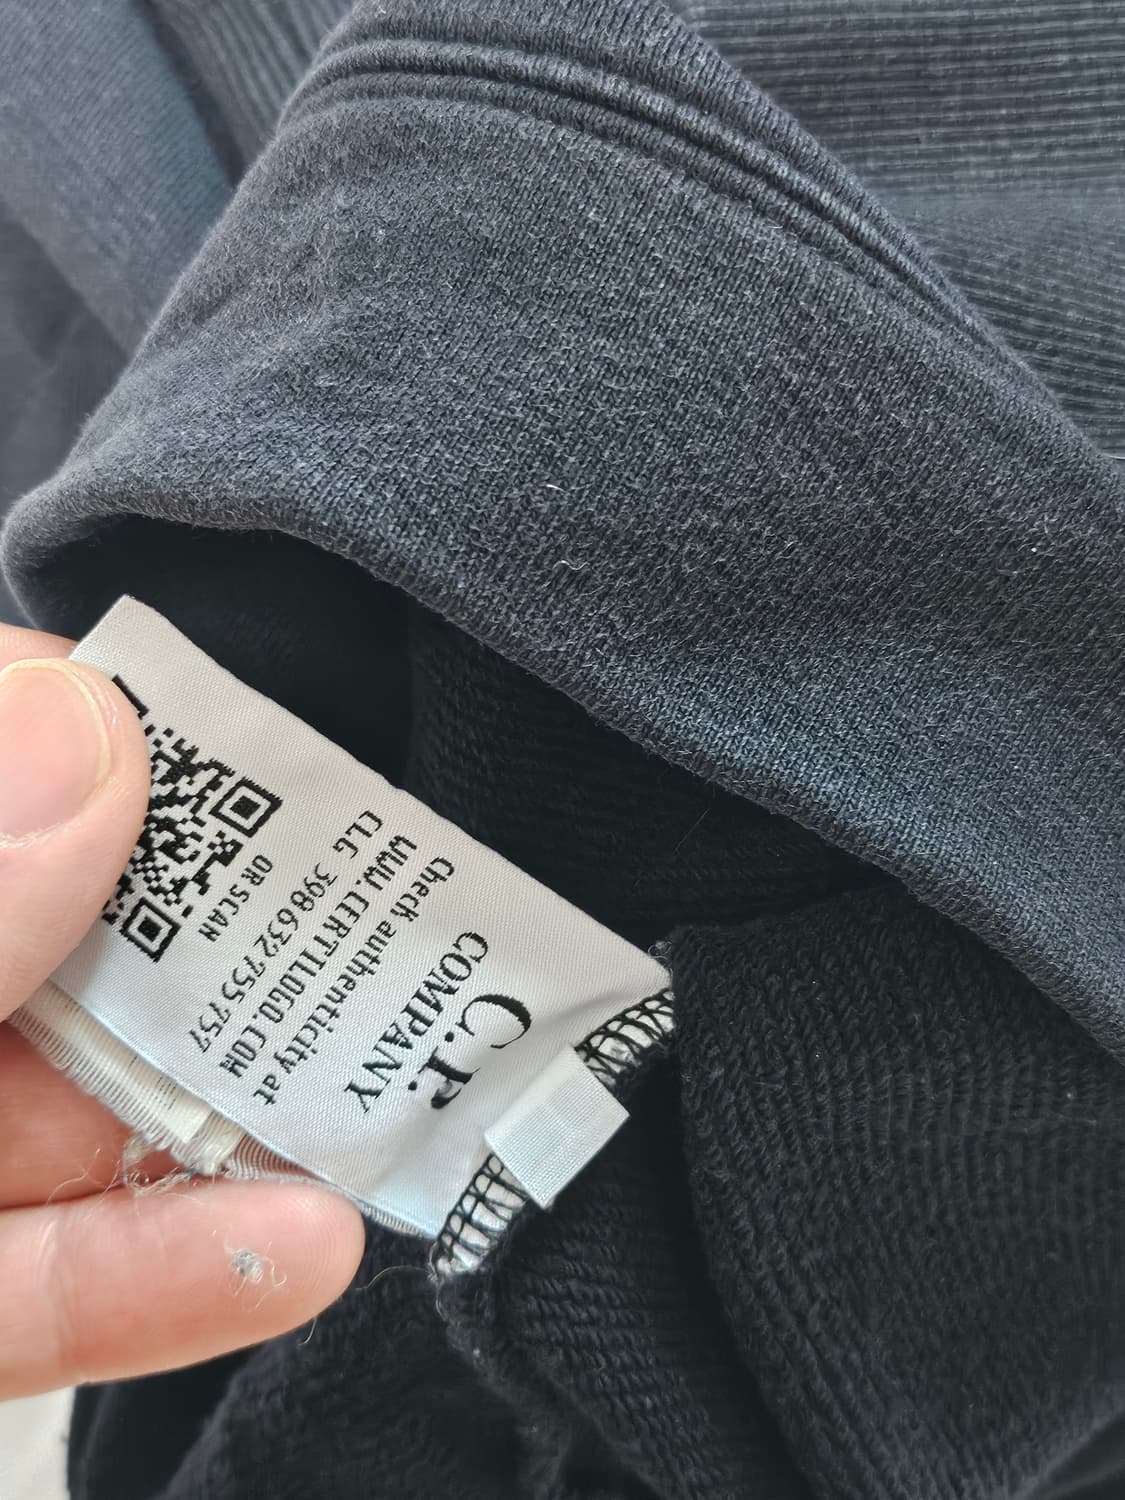 C.P.
COMPANY
Check authenticity at
WWW.CERTILOGO.COM
CLG 398 632 755 757
OR SCAN